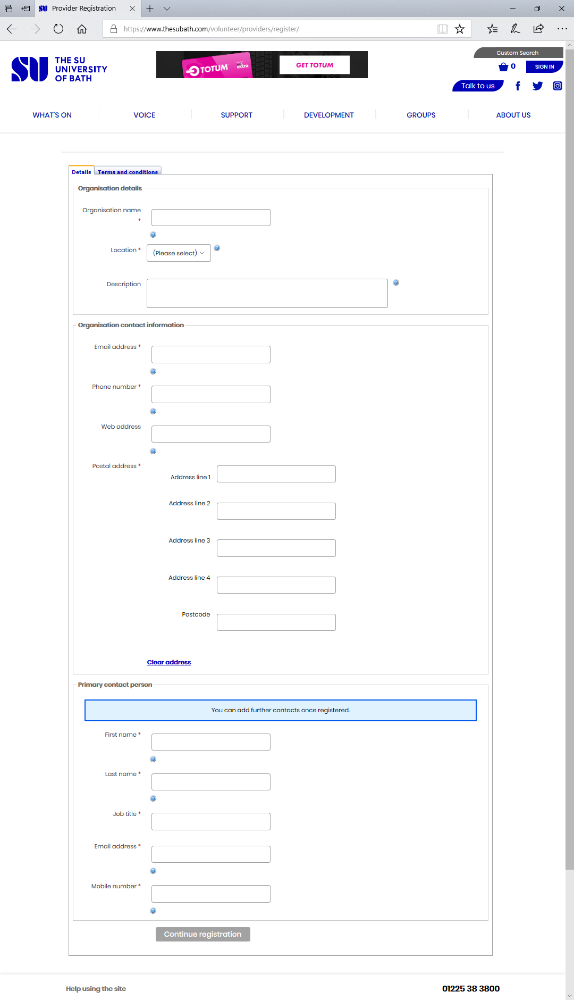 Provider Registration
https://www.thesubath.com/volunteer/providers/register/
SU
THE SU
UNIVERSITY
OF BATH
TOTUM extra
GET TOTUM
Custom Search
0
SIGN IN
Talk to us
WHAT'S ON
VOICE
SUPPORT
DEVELOPMENT
GROUPS
ABOUT US
Details
Terms and conditions
Organisation details
Organisation name
*
Location *
(Please select)
Description
Organisation contact information
Email address *
Phone number *
Web address
Postal address *
Address line 1
Address line 2
Address line 3
Address line 4
Postcode
Clear address
Primary contact person
You can add further contacts once registered.
First name *
Last name *
Job title *
Email address *
Mobile number *
Continue registration
Help using the site
01225 38 3800